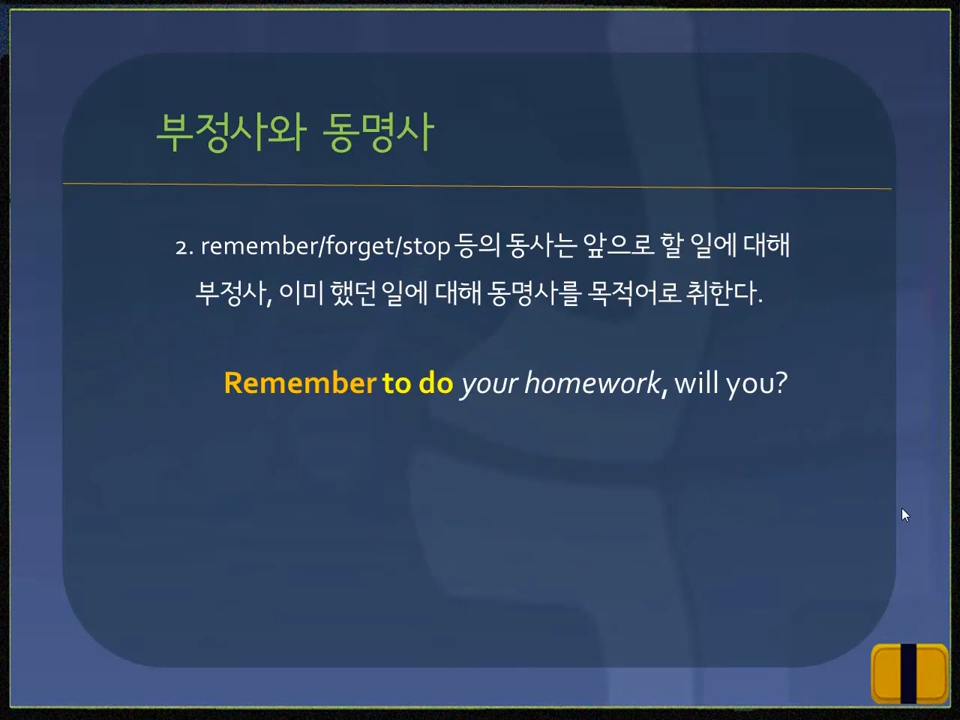 부정사와 동명사
2. remember/forget/stop 등의 동사는 앞으로 할 일에 대해
부정사, 이미 했던 일에 대해 동명사를 목적어로 취한다.
Remember to do your homework, will you?